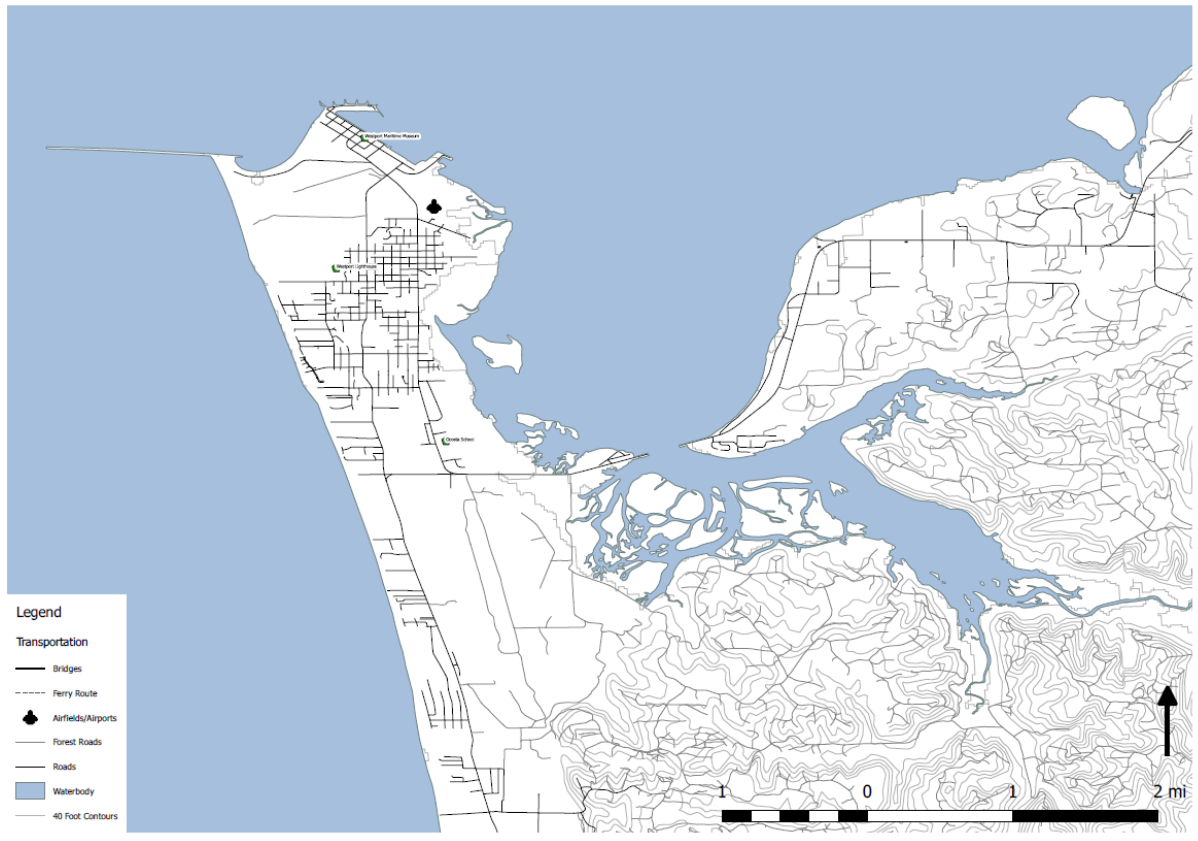 Westport Maritime Museum
Westport Lighthouse
Ocosta School
Legend
Transportation
Bridges
Ferry Route
Airfields/Airports
Forest Roads
Roads
Waterbody
40 Foot Contours
1 0 1 2 mi